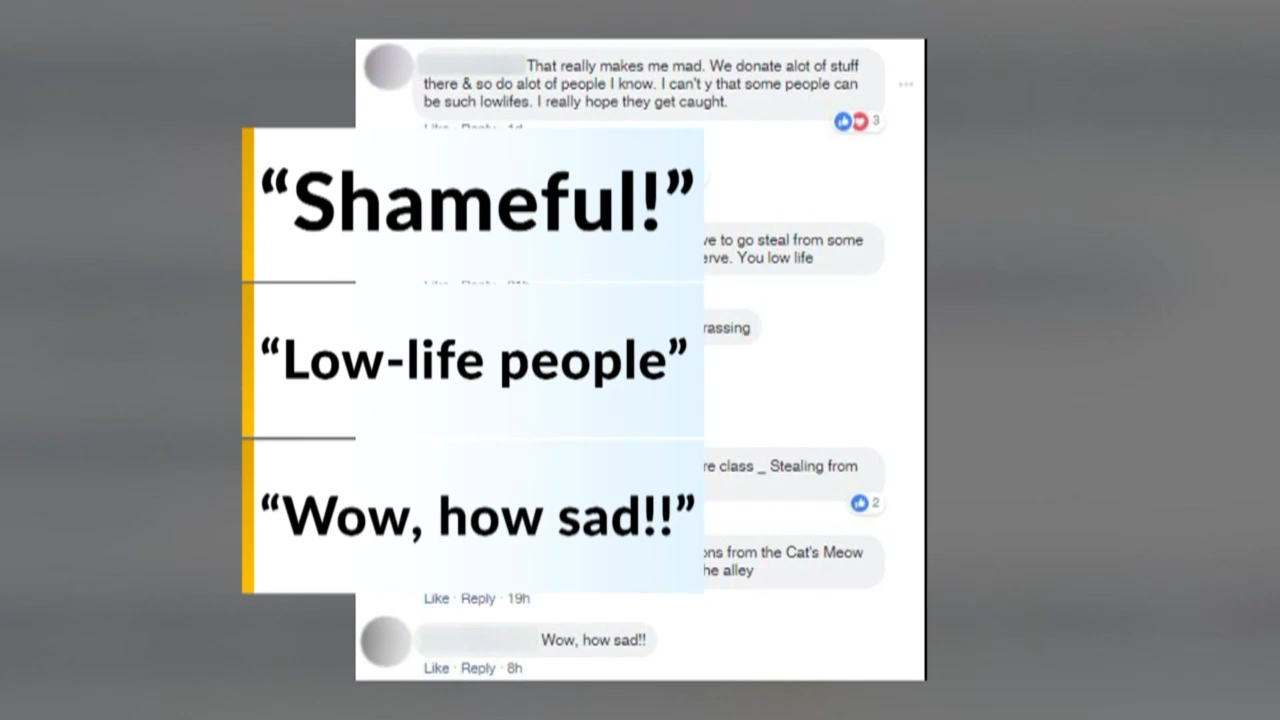 That really makes me mad. We donate alot of stuff
there & so do alot of people I know. I can't y that some people can
be such lowlifes. I really hope they get caught.
3
“Shameful!”
ve to go steal from some
erve. You low life
rassing
“Low-life people”
re class _ Stealing from
2
“Wow, how sad!!”
ons from the Cat's Meow
he alley
Like · Reply · 19h
Wow, how sad!!
Like · Reply · 8h